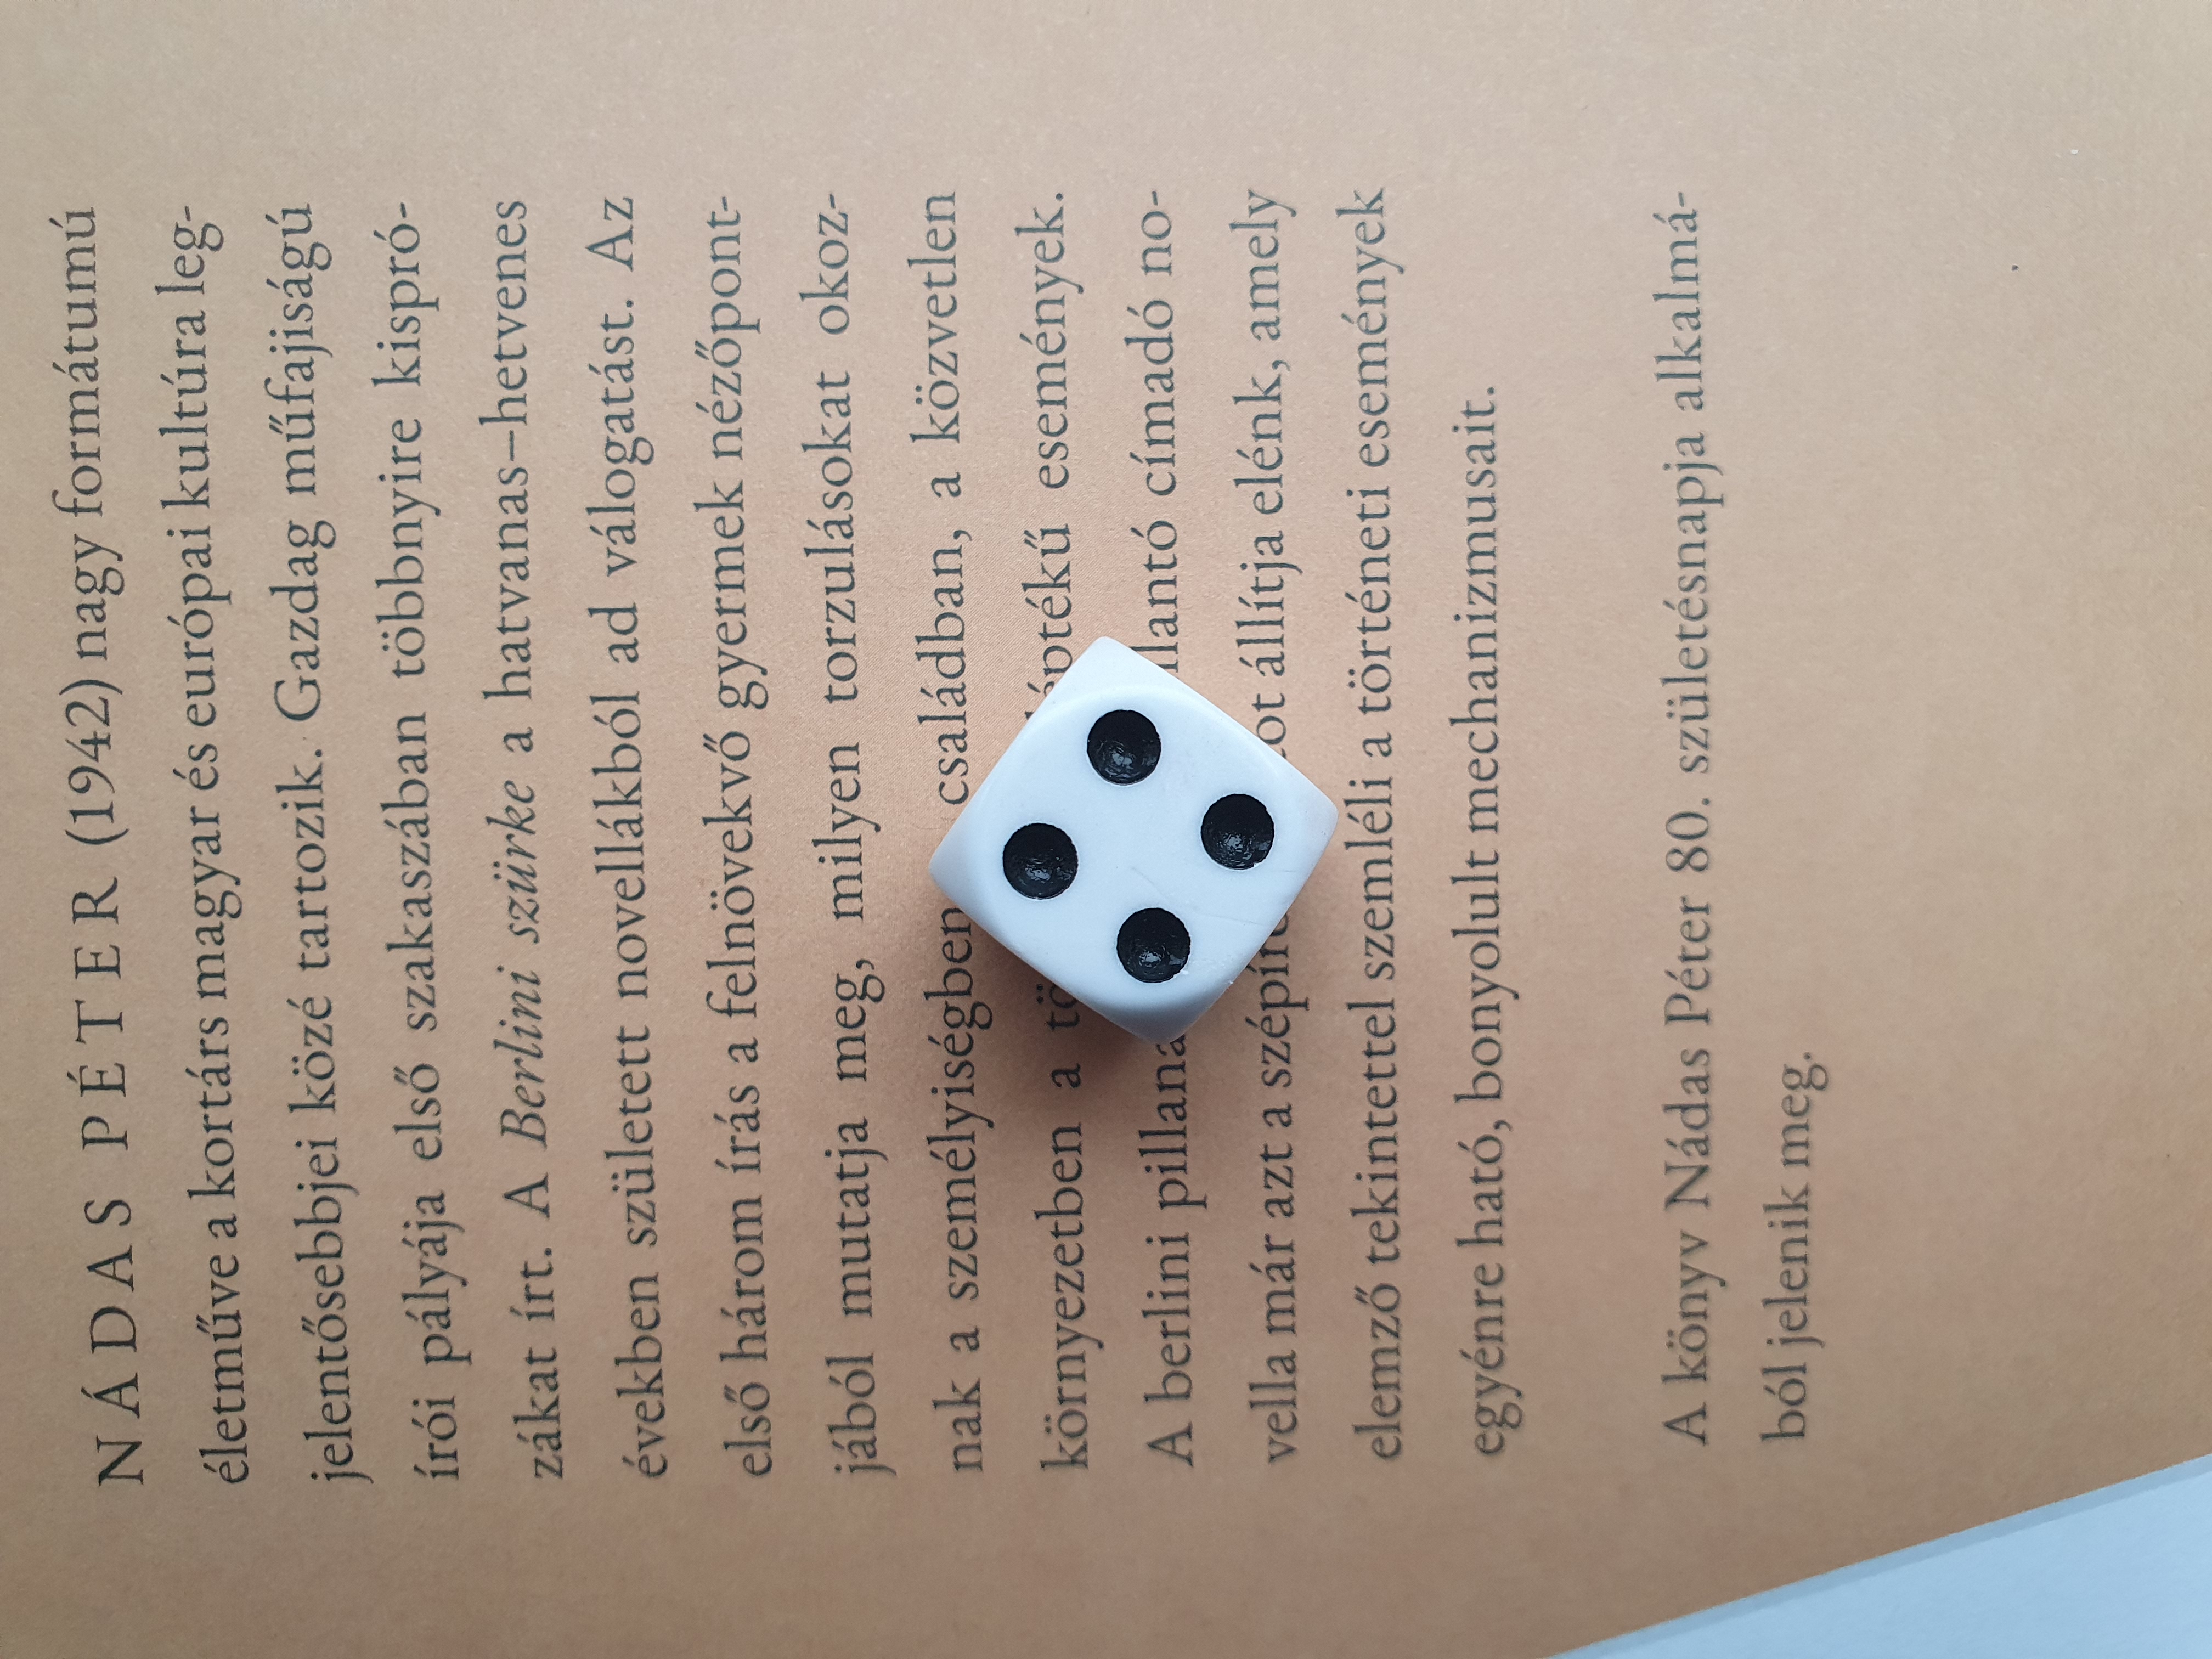 NÁDAS PÉTER (1942) nagy formátumú
életműve a kortárs magyar és európai kultúra leg-
jelentősebbjei közé tartozik. Gazdag műfajiságú
írói pályája első szakaszában többnyire kispró-
zákat írt. A Berlini szürke a hatvanas–hetvenes
években született novellákból ad válogatást. Az
első három írás a felnövekvő gyermek nézőpont-
jából mutatja meg, milyen torzulásokat okoz-
nak a személyiségben, családban, a közvetlen
környezetben a események.
A berlini címadó no-
vella már azt a állítja elénk, amely
elemző tekintettel szemléli a történeti események
egyénre ható, bonyolult mechanizmusait.
A könyv Nádas Péter 80. születésnapja alkalmá-
ból jelenik meg.